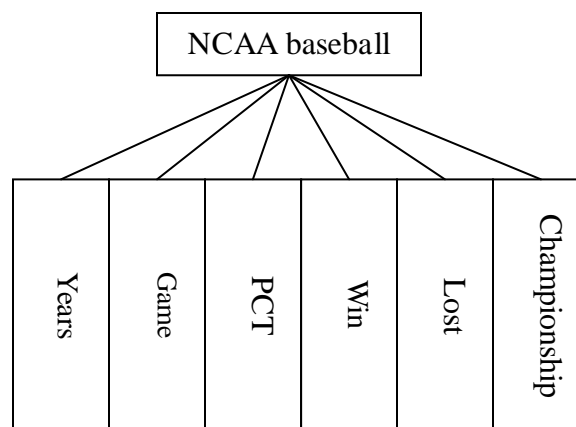 NCAA baseball
Years
Game
PCT
Win
Lost
Championship